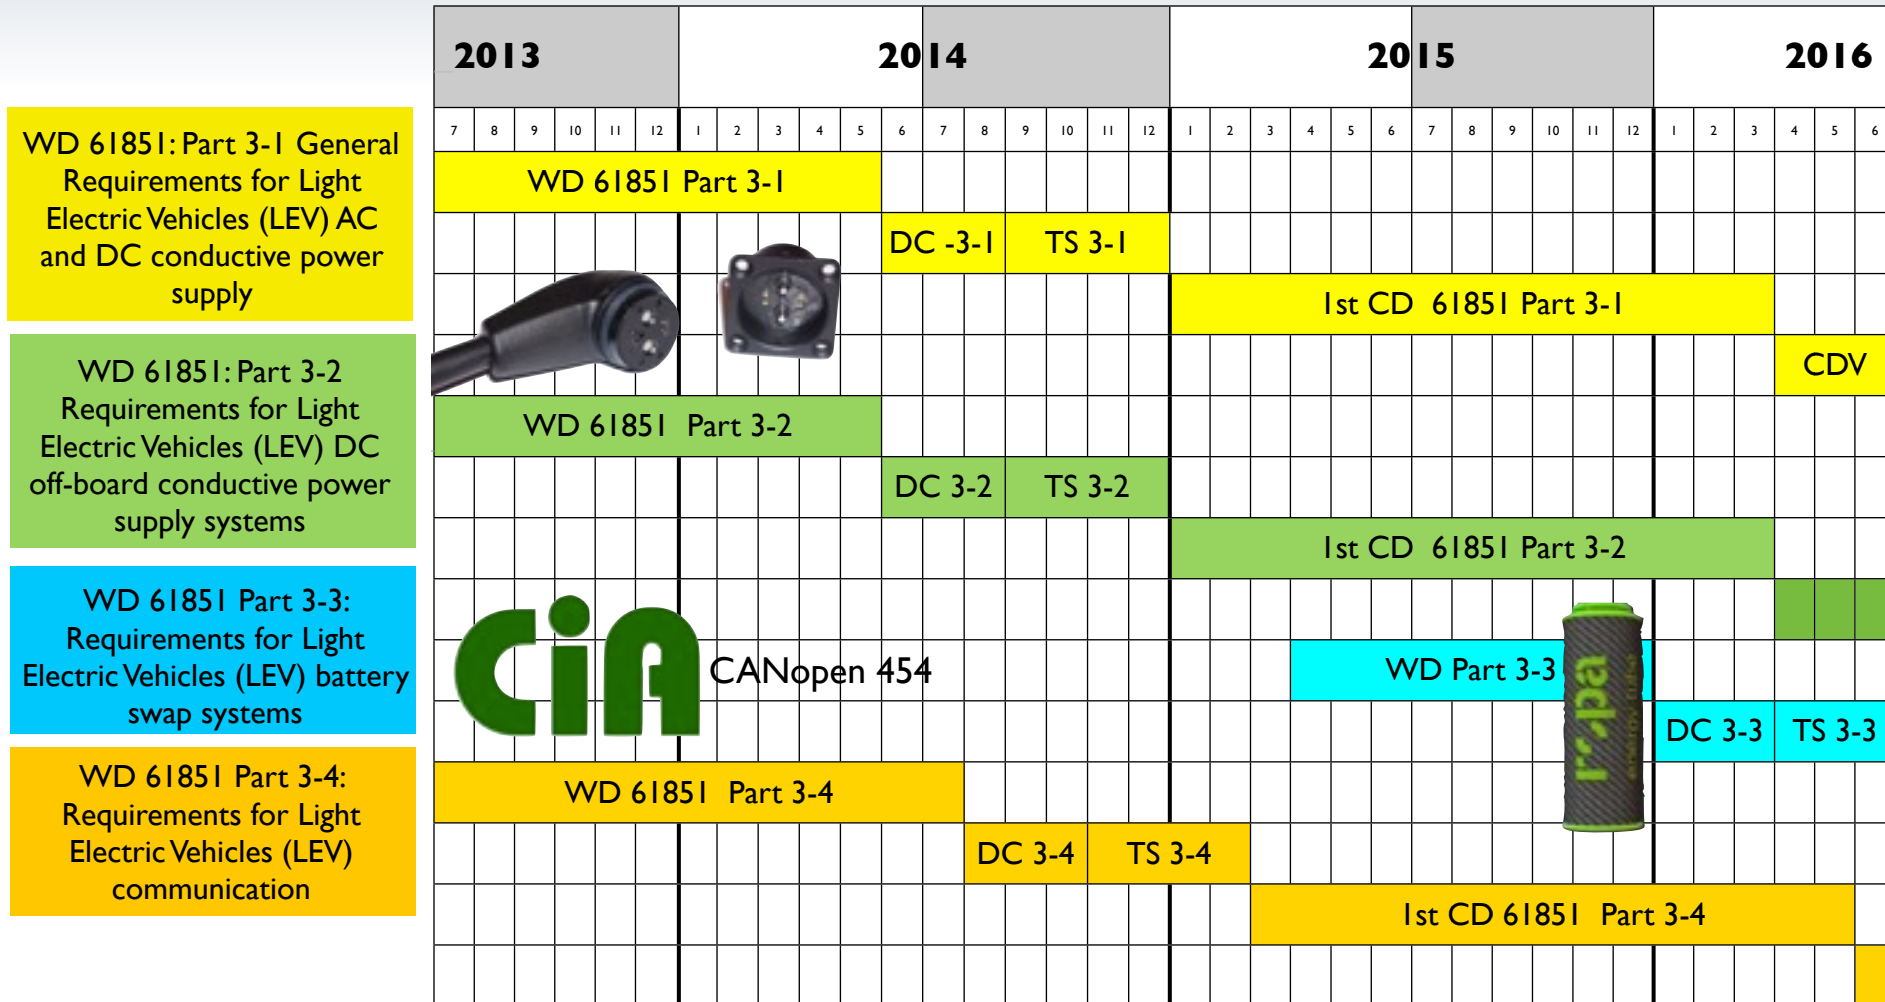 2013 2014 2015 2016
7 8 9 10 11 12 1 2 3 4 5 6 7 8 9 10 11 12 1 2 3 4 5 6 7 8 9 10 11 12 1 2 3 4 5 6
WD 61851: Part 3-1 General
Requirements for Light
Electric Vehicles (LEV) AC
and DC conductive power
supply
WD 61851 Part 3-1
DC -3-1 TS 3-1
1st CD 61851 Part 3-1
CDV
WD 61851: Part 3-2
Requirements for Light
Electric Vehicles (LEV) DC
off-board conductive power
supply systems
WD 61851 Part 3-2
DC 3-2 TS 3-2
1st CD 61851 Part 3-2
WD 61851 Part 3-3:
Requirements for Light
Electric Vehicles (LEV) battery
swap systems
CiA
CANopen 454
WD Part 3-3
DC 3-3 TS 3-3
WD 61851 Part 3-4:
Requirements for Light
Electric Vehicles (LEV)
communication
WD 61851 Part 3-4
DC 3-4 TS 3-4
1st CD 61851 Part 3-4